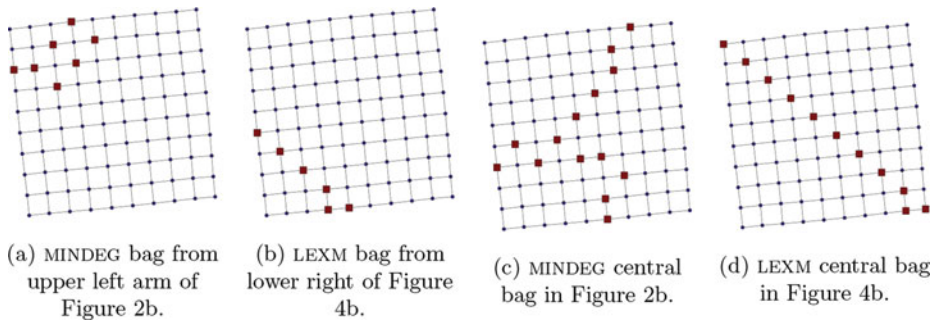 (a) MINDEG bag from
upper left arm of
Figure 2b.
(b) LEXM bag from
lower right of Figure
4b.
(c) MINDEG central
bag in Figure 2b.
(d) LEXM central bag
in Figure 4b.